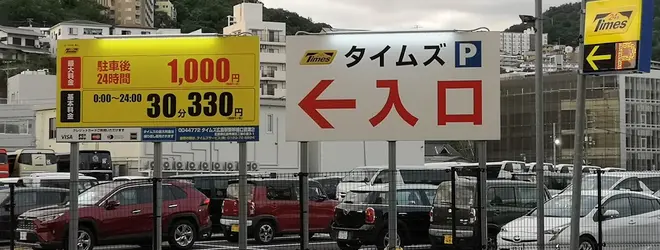 最大料金
駐車後
24時間
1,000円
基本料金
0:00~24:00
30分330円
VISA
Times
タイムズ P
←入口
Times
←